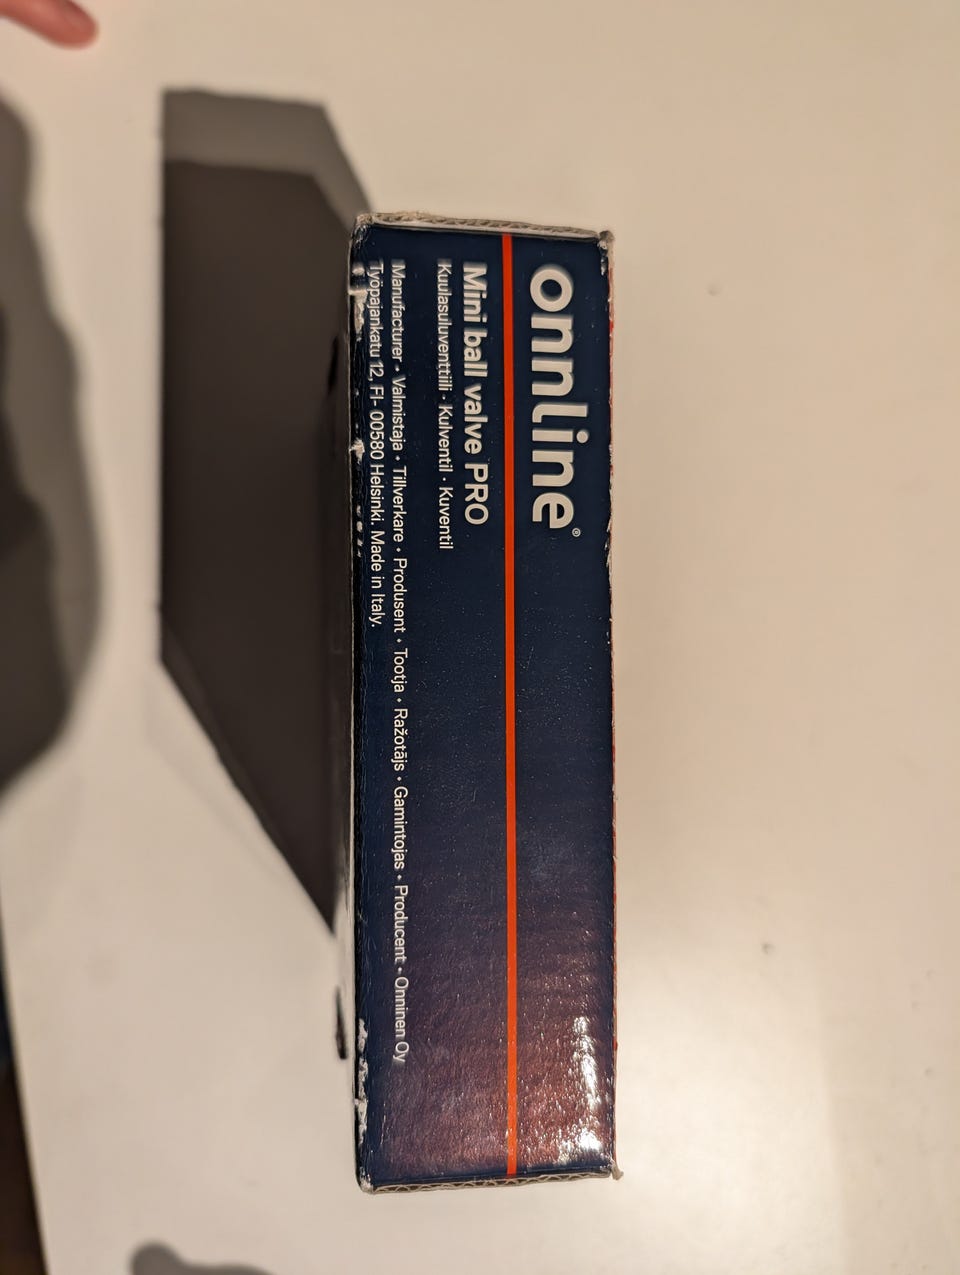 onnline®
Mini ball valve PRO
Kuulasuluventtiili • Kulventil • Kuventil
Manufacturer • Valmistaja • Tillverkare • Produsent • Tootja • Ražotājs • Gamintojas • Producent • Onninen Oy
Työpajankatu 12, FI- 00580 Helsinki. Made in Italy.